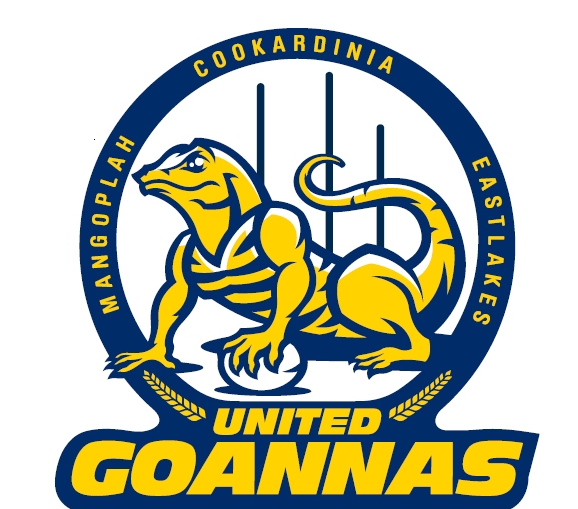 MANGOPLAH
COOKARDINIA
EASTLAKES
UNITED
GOANNAS